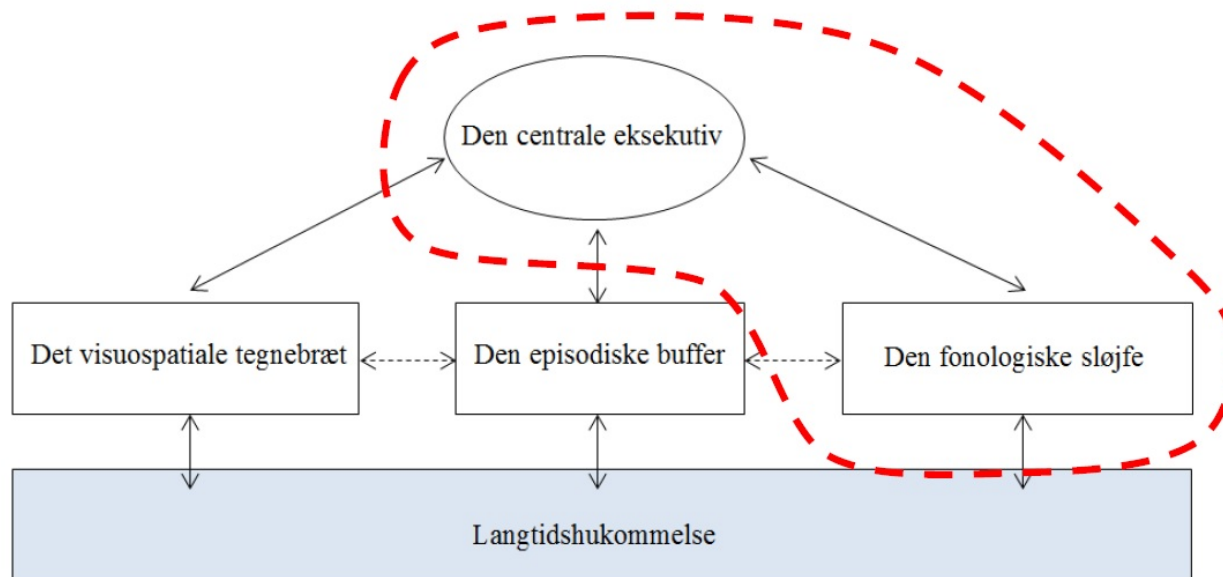 Den centrale eksekutiv
Det visuospatiale tegnebræt
Den episodiske buffer
Den fonologiske sløjfe
Langtidshukommelse